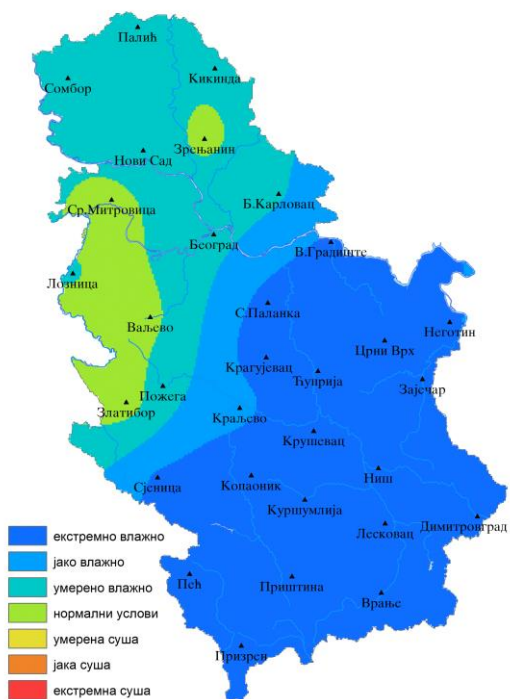 Палић
Кикинда
Сомбор
Зрењанин
Нови Сад
Б.Карловац
Ср.Митровица
Београд
В.Градиште
Лозница
С.Паланка
Ваљево
Неготин
Црни Врх
Крагујевац
Ћуприја
Зајечар
Пожега
Златибор
Краљево
Крушевац
Ниш
Сјеница
Копаоник
Куршумлија
Димитровград
Лесковац
Пећ
Приштина
Врање
Призрен
екстремно влажно
јако влажно
умерено влажно
нормални услови
умерена суша
јака суша
екстремна суша